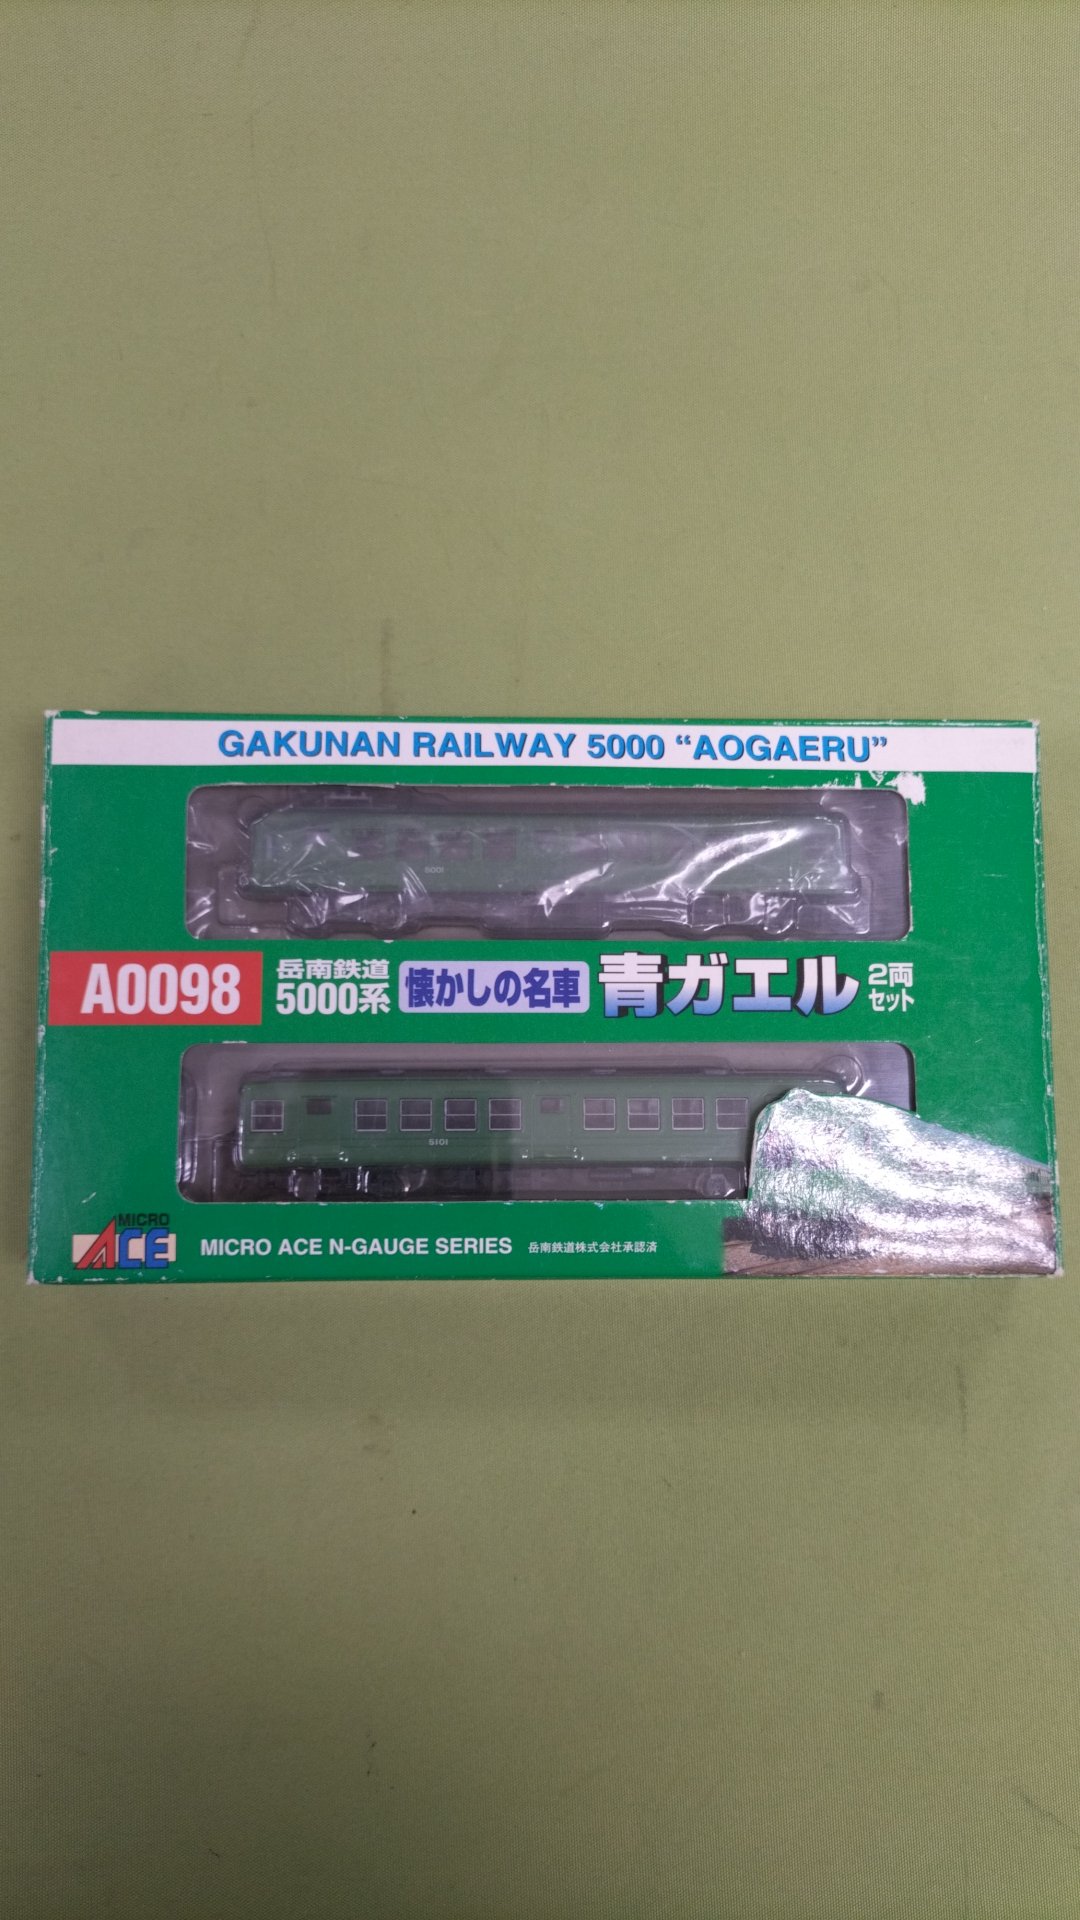 GAKUNAN RAILWAY 5000 “AOGAERU”
5001
A0098
岳南鉄道
5000系
懐かしの名車
青ガエル
2両
セット
5101
MICRO
ACE
MICRO ACE N-GAUGE SERIES
岳南鉄道株式会社承認済